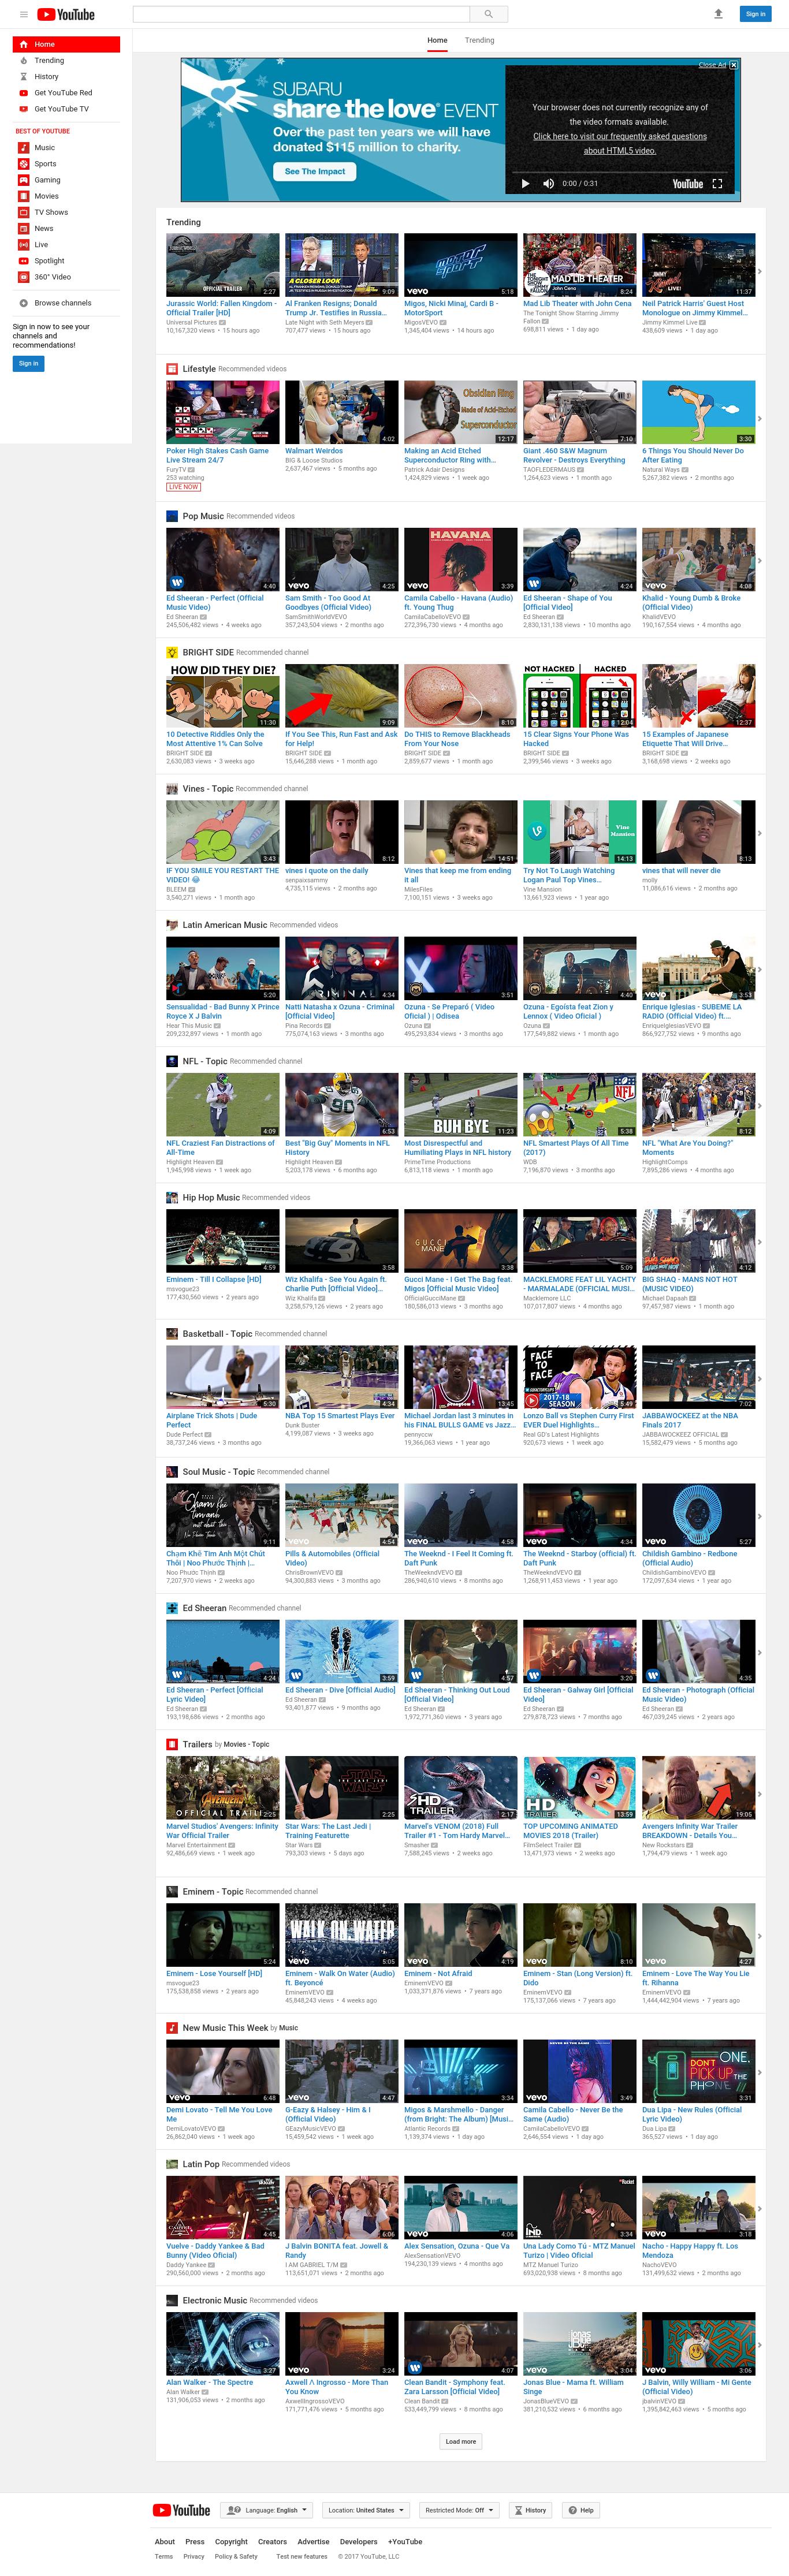 YouTube
Sign in
Home
Trending
History
Get YouTube Red
Get YouTube TV
BEST OF YOUTUBE
Music
Sports
Gaming
Movies
TV Shows
News
Live
Spotlight
360° Video
Browse channels
Sign in now to see your
channels and
recommendations!
Sign in
Home Trending
Close Ad
SUBARU
share the love EVENT
Over the past ten years we will have
donated $115 million to charity.
See The Impact
Your browser does not currently recognize any of
the video formats available.
Click here to visit our frequently asked questions
about HTML5 video.
0:00 / 0:31
YouTube
Trending
Jurassic World: Fallen Kingdom -
Official Trailer [HD]
Universal Pictures
10,167,320 views • 15 hours ago
Al Franken Resigns; Donald
Trump Jr. Testifies in Russia...
Late Night with Seth Meyers
707,477 views • 15 hours ago
Migos, Nicki Minaj, Cardi B -
MotorSport
MigosVEVO
1,345,404 views • 14 hours ago
Mad Lib Theater with John Cena
The Tonight Show Starring Jimmy
Fallon
698,811 views • 1 day ago
Neil Patrick Harris' Guest Host
Monologue on Jimmy Kimmel...
Jimmy Kimmel Live
438,609 views • 1 day ago
Lifestyle Recommended videos
Poker High Stakes Cash Game
Live Stream 24/7
FuryTV
253 watching
LIVE NOW
Walmart Weirdos
BIG & Loose Studios
2,637,467 views • 5 months ago
Making an Acid Etched
Superconductor Ring with...
Patrick Adair Designs
1,424,829 views • 1 week ago
Giant .460 S&W Magnum
Revolver - Destroys Everything
TAOFLEDERMAUS
1,264,623 views • 1 month ago
6 Things You Should Never Do
After Eating
Natural Ways
5,267,382 views • 2 months ago
Pop Music Recommended videos
Ed Sheeran - Perfect (Official
Music Video)
Ed Sheeran
245,506,482 views • 4 weeks ago
Sam Smith - Too Good At
Goodbyes (Official Video)
SamSmithWorldVEVO
357,243,504 views • 2 months ago
Camila Cabello - Havana (Audio)
ft. Young Thug
CamilaCabelloVEVO
272,396,730 views • 4 months ago
Ed Sheeran - Shape of You
[Official Video]
Ed Sheeran
2,830,131,138 views • 10 months ago
Khalid - Young Dumb & Broke
(Official Video)
KhalidVEVO
190,167,554 views • 4 months ago
BRIGHT SIDE Recommended channel
10 Detective Riddles Only the
Most Attentive 1% Can Solve
BRIGHT SIDE
2,630,083 views • 3 weeks ago
If You See This, Run Fast and Ask
for Help!
BRIGHT SIDE
15,646,288 views • 1 month ago
Do THIS to Remove Blackheads
From Your Nose
BRIGHT SIDE
2,859,677 views • 1 month ago
15 Clear Signs Your Phone Was
Hacked
BRIGHT SIDE
2,399,546 views • 3 weeks ago
15 Examples of Japanese
Etiquette That Will Drive...
BRIGHT SIDE
3,168,698 views • 2 weeks ago
Vines - Topic Recommended channel
IF YOU SMILE YOU RESTART THE
VIDEO! 😂
BLEEM
3,540,271 views • 1 month ago
vines i quote on the daily
senpaixsammy
4,735,115 views • 2 months ago
Vines that keep me from ending
it all
MilesFiles
7,100,151 views • 3 weeks ago
Try Not To Laugh Watching
Logan Paul Top Vines...
Vine Mansion
13,661,923 views • 1 year ago
vines that will never die
molly
11,086,616 views • 2 months ago
Latin American Music Recommended videos
Sensualidad - Bad Bunny X Prince
Royce X J Balvin
Hear This Music
209,232,897 views • 1 month ago
Natti Natasha x Ozuna - Criminal
[Official Video]
Pina Records
775,074,163 views • 3 months ago
Ozuna - Se Preparó ( Video
Oficial ) | Odisea
Ozuna
495,293,834 views • 3 months ago
Ozuna - Egoísta feat Zion y
Lennox ( Video Oficial )
Ozuna
177,549,882 views • 1 month ago
Enrique Iglesias - SUBEME LA
RADIO (Official Video) ft....
EnriqueIglesiasVEVO
866,927,752 views • 9 months ago
NFL - Topic Recommended channel
NFL Craziest Fan Distractions of
All-Time
Highlight Heaven
1,945,998 views • 1 week ago
Best "Big Guy" Moments in NFL
History
Highlight Heaven
5,203,178 views • 6 months ago
Most Disrespectful and
Humiliating Plays in NFL history
PrimeTime Productions
6,813,118 views • 1 month ago
NFL Smartest Plays Of All Time
(2017)
WDB
7,196,870 views • 3 months ago
NFL "What Are You Doing?"
Moments
HighlightComps
7,895,286 views • 4 months ago
Hip Hop Music Recommended videos
Eminem - Till I Collapse [HD]
msvogue23
177,430,560 views • 2 years ago
Wiz Khalifa - See You Again ft.
Charlie Puth [Official Video]...
Wiz Khalifa
3,258,579,126 views • 2 years ago
Gucci Mane - I Get The Bag feat.
Migos [Official Music Video]
OfficialGucciMane
180,586,013 views • 3 months ago
MACKLEMORE FEAT LIL YACHTY
- MARMALADE (OFFICIAL MUSI...
Macklemore LLC
107,017,807 views • 4 months ago
BIG SHAQ - MANS NOT HOT
(MUSIC VIDEO)
Michael Dapaah
97,457,987 views • 1 month ago
Basketball - Topic Recommended channel
Airplane Trick Shots | Dude
Perfect
Dude Perfect
38,737,246 views • 3 months ago
NBA Top 15 Smartest Plays Ever
Dunk Buster
4,199,087 views • 3 weeks ago
Michael Jordan last 3 minutes in
his FINAL BULLS GAME vs Jazz...
pennyccw
19,366,063 views • 1 year ago
Lonzo Ball vs Stephen Curry First
EVER Duel Highlights...
Real GD's Latest Highlights
920,673 views • 1 week ago
JABBAWOCKEEZ at the NBA
Finals 2017
JABBAWOCKEEZ OFFICIAL
15,582,479 views • 5 months ago
Soul Music - Topic Recommended channel
Chạm Khẽ Tim Anh Một Chút
Thôi | Noo Phước Thịnh |...
Noo Phước Thịnh
7,207,970 views • 2 weeks ago
Pills & Automobiles (Official
Video)
ChrisBrownVEVO
94,300,883 views • 3 months ago
The Weeknd - I Feel It Coming ft.
Daft Punk
TheWeekndVEVO
286,940,610 views • 8 months ago
The Weeknd - Starboy (official) ft.
Daft Punk
TheWeekndVEVO
1,268,911,453 views • 1 year ago
Childish Gambino - Redbone
(Official Audio)
ChildishGambinoVEVO
172,097,634 views • 1 year ago
Ed Sheeran Recommended channel
Ed Sheeran - Perfect [Official
Lyric Video]
Ed Sheeran
193,198,686 views • 2 months ago
Ed Sheeran - Dive [Official Audio]
Ed Sheeran
93,401,877 views • 9 months ago
Ed Sheeran - Thinking Out Loud
[Official Video]
Ed Sheeran
1,972,771,360 views • 3 years ago
Ed Sheeran - Galway Girl [Official
Video]
Ed Sheeran
279,878,723 views • 7 months ago
Ed Sheeran - Photograph (Official
Music Video)
Ed Sheeran
467,039,245 views • 2 years ago
Trailers by Movies - Topic
Marvel Studios' Avengers: Infinity
War Official Trailer
Marvel Entertainment
92,486,669 views • 1 week ago
Star Wars: The Last Jedi |
Training Featurette
Star Wars
793,303 views • 5 days ago
Marvel's VENOM (2018) Full
Trailer #1 - Tom Hardy Marvel...
Smasher
7,588,245 views • 2 weeks ago
TOP UPCOMING ANIMATED
MOVIES 2018 (Trailer)
FilmSelect Trailer
13,471,973 views • 2 weeks ago
Avengers Infinity War Trailer
BREAKDOWN - Details You...
New Rockstars
1,794,479 views • 1 week ago
Eminem - Topic Recommended channel
Eminem - Lose Yourself [HD]
msvogue23
175,538,858 views • 2 years ago
Eminem - Walk On Water (Audio)
ft. Beyoncé
EminemVEVO
45,848,243 views • 4 weeks ago
Eminem - Not Afraid
EminemVEVO
1,033,371,876 views • 7 years ago
Eminem - Stan (Long Version) ft.
Dido
EminemVEVO
175,137,066 views • 7 years ago
Eminem - Love The Way You Lie
ft. Rihanna
EminemVEVO
1,444,442,904 views • 7 years ago
New Music This Week by Music
Demi Lovato - Tell Me You Love
Me
DemiLovatoVEVO
26,862,040 views • 1 week ago
G-Eazy & Halsey - Him & I
(Official Video)
GEazyMusicVEVO
15,459,542 views • 1 week ago
Migos & Marshmello - Danger
(from Bright: The Album) [Musi...
Atlantic Records
1,139,374 views • 1 day ago
Camila Cabello - Never Be the
Same (Audio)
CamilaCabelloVEVO
2,646,554 views • 1 day ago
Dua Lipa - New Rules (Official
Lyric Video)
Dua Lipa
365,527 views • 1 day ago
Latin Pop Recommended videos
Vuelve - Daddy Yankee & Bad
Bunny (Video Oficial)
Daddy Yankee
290,560,000 views • 2 months ago
J Balvin BONITA feat. Jowell &
Randy
I AM GABRIEL T/M
113,651,071 views • 2 months ago
Alex Sensation, Ozuna - Que Va
AlexSensationVEVO
194,230,139 views • 4 months ago
Una Lady Como Tú - MTZ Manuel
Turizo | Video Oficial
MTZ Manuel Turizo
693,020,938 views • 8 months ago
Nacho - Happy Happy ft. Los
Mendoza
NachoVEVO
131,499,632 views • 2 months ago
Electronic Music Recommended videos
Alan Walker - The Spectre
Alan Walker
131,906,053 views • 2 months ago
Axwell Λ Ingrosso - More Than
You Know
AxwellIngrossoVEVO
171,771,476 views • 5 months ago
Clean Bandit - Symphony feat.
Zara Larsson [Official Video]
Clean Bandit
533,449,799 views • 8 months ago
Jonas Blue - Mama ft. William
Singe
JonasBlueVEVO
381,210,532 views • 6 months ago
J Balvin, Willy William - Mi Gente
(Official Video)
jbalvinVEVO
1,395,842,463 views • 5 months ago
Load more
YouTube
Language: English
Location: United States
Restricted Mode: Off
History
Help
About Press Copyright Creators Advertise Developers +YouTube
Terms Privacy Policy & Safety Test new features © 2017 YouTube, LLC